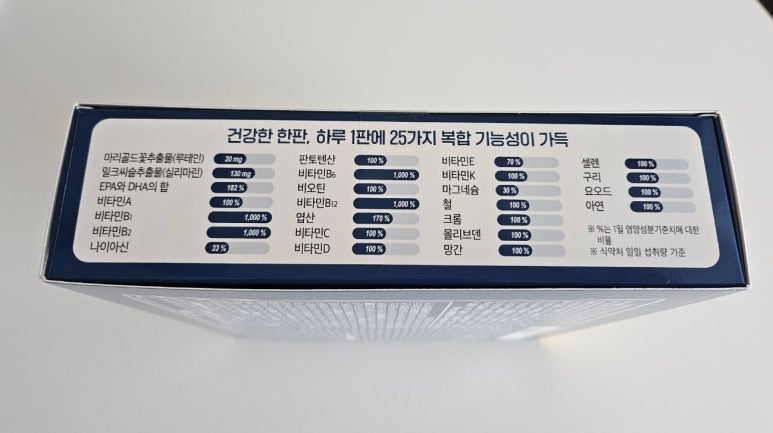 건강한 한판, 하루 1판에 25가지 복합 기능성이 가득
마리골드꽃추출물(루테인) 20 mg
밀크씨슬추출물(실리마린) 130 mg
EPA와 DHA의 합 182 %
비타민A 100 %
비타민B1 1,000 %
비타민B2 1,000 %
나이아신 33 %
판토텐산 100 %
비타민B6 1,000 %
비오틴 100 %
비타민B12 1,000 %
엽산 170 %
비타민C 100 %
비타민D 100 %
비타민E 70 %
비타민K 100 %
마그네슘 30 %
철 100 %
크롬 100 %
몰리브덴 100 %
망간 100 %
셀렌 100 %
구리 100 %
요오드 100 %
아연 100 %
※ %는 1일 영양성분기준치에 대한
비율
※ 식약처 일일 섭취량 기준